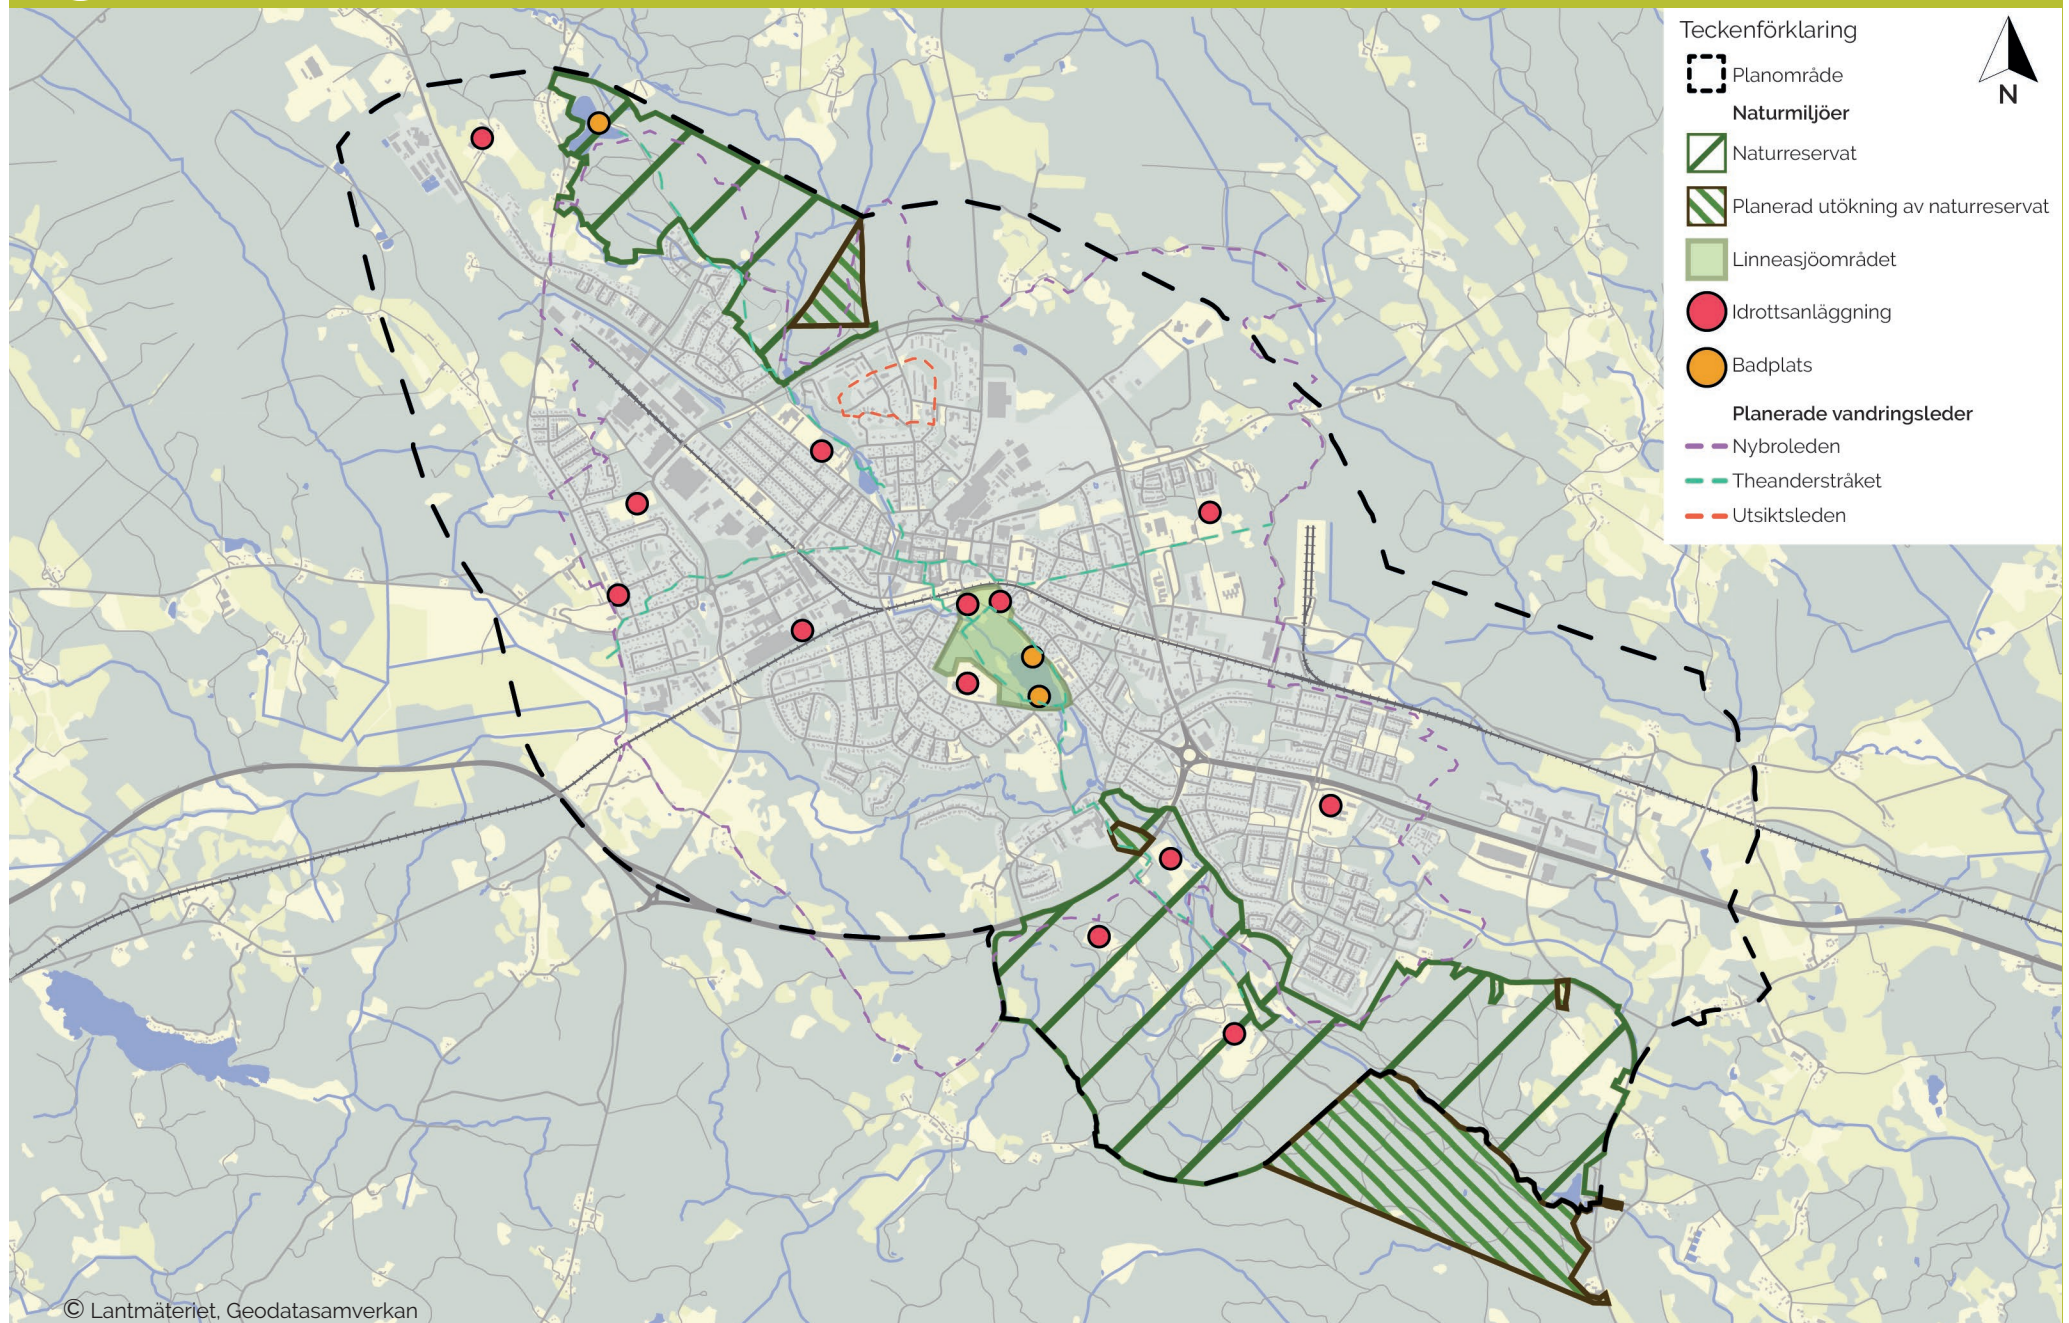 Teckenförklaring
Planområde
N
Naturmiljöer
Naturreservat
Planerad utökning av naturreservat
Linneasjöområdet
Idrottsanläggning
Badplats
Planerade vandringsleder
Nybroleden
Theanderstråket
Utsiktsleden
© Lantmäteriet, Geodatasamverkan